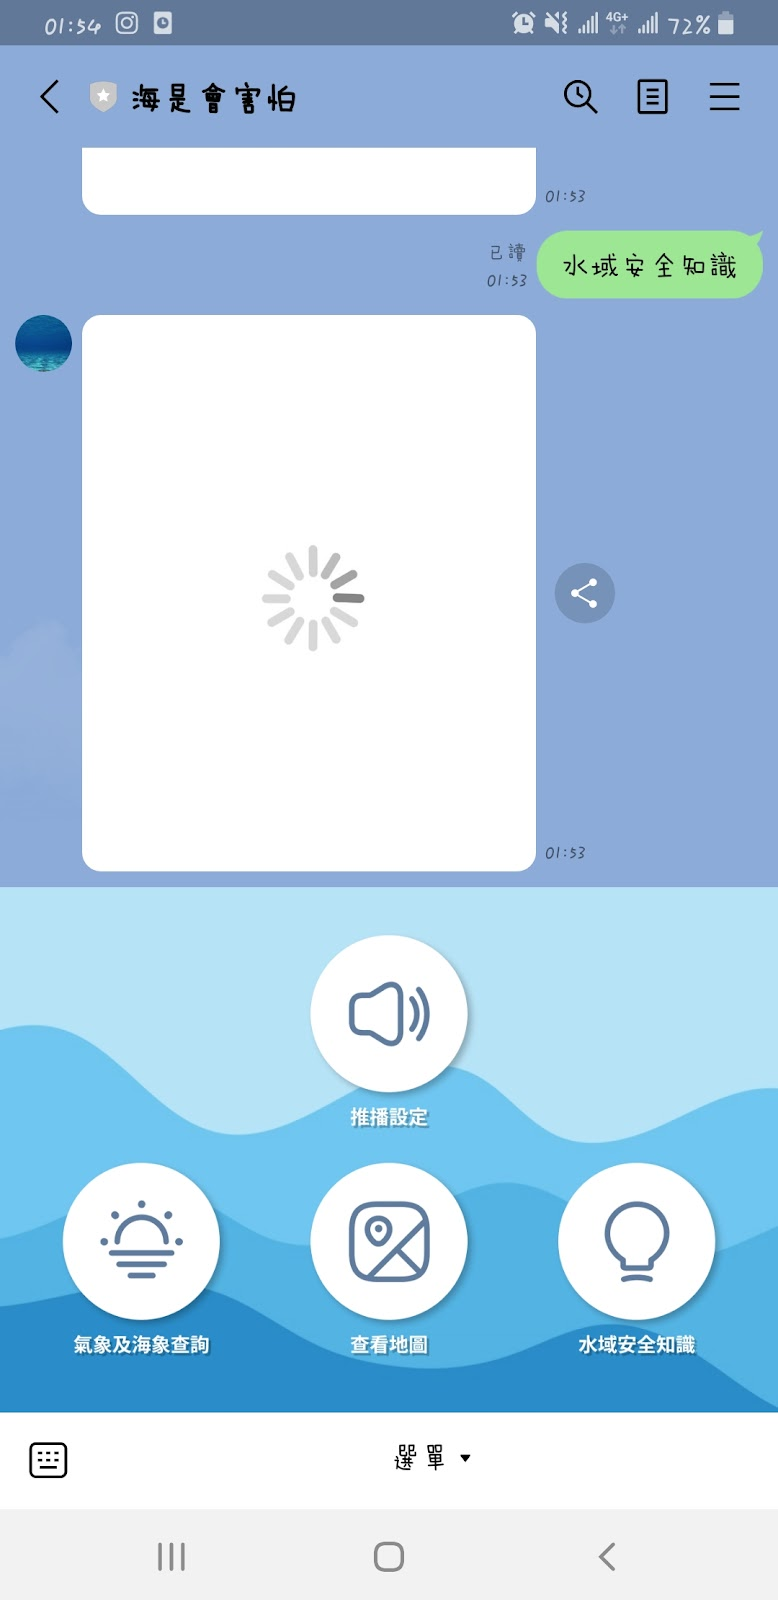 01:54
4G+
72%
海是會害怕
01:53
已讀
01:53
水域安全知識
01:53
推播設定
氣象及海象查詢
查看地圖
水域安全知識
選單